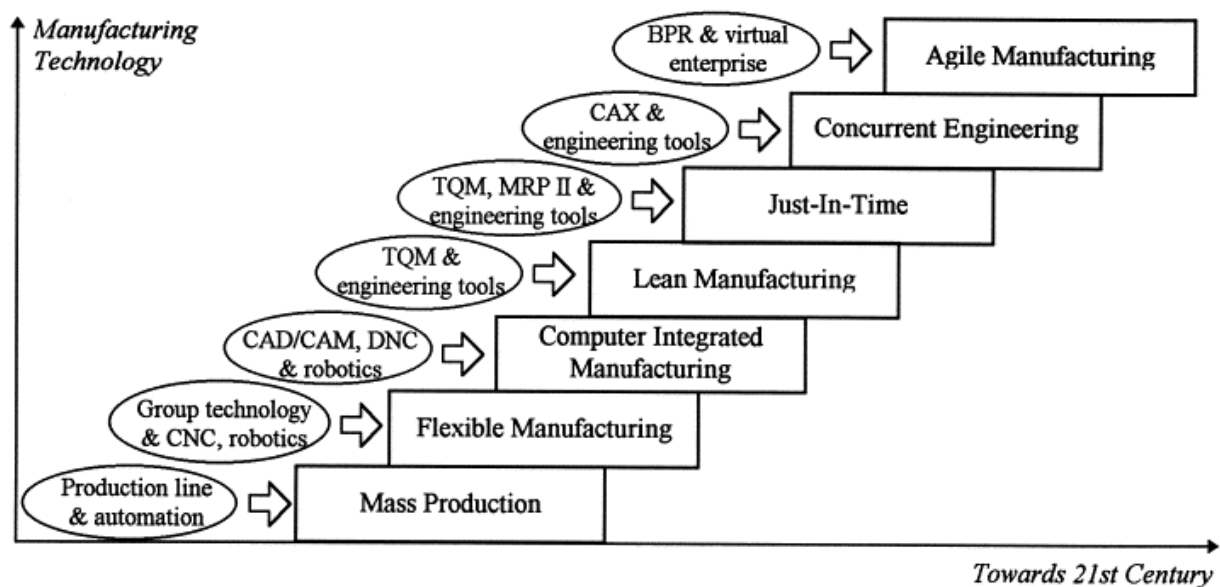 Manufacturing
Technology
BPR & virtual
enterprise
Agile Manufacturing
CAX &
engineering tools
Concurrent Engineering
TQM, MRP II &
engineering tools
Just-In-Time
TQM &
engineering tools
Lean Manufacturing
CAD/CAM, DNC
& robotics
Computer Integrated
Manufacturing
Group technology
& CNC, robotics
Flexible Manufacturing
Production line
& automation
Mass Production
Towards 21st Century